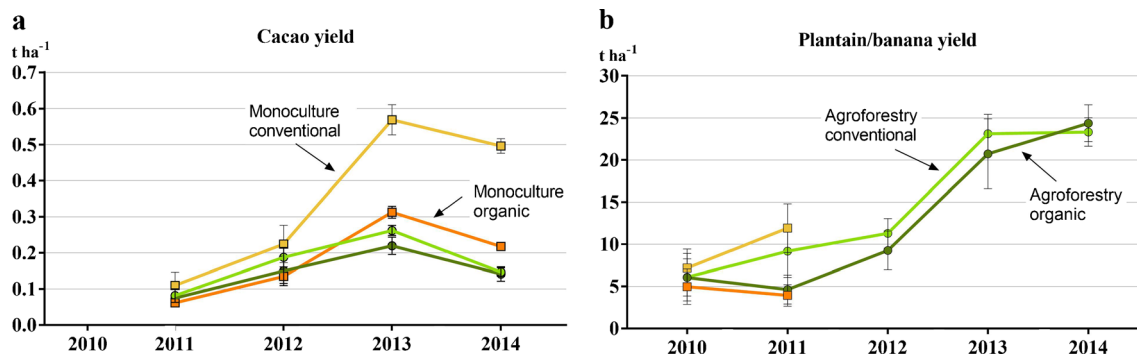 a
Cacao yield
t ha⁻¹
0.7
0.6
0.5
0.4
0.3
0.2
0.1
0.0
Monoculture
conventional
Monoculture
organic
2010 2011 2012 2013 2014
b
Plantain/banana yield
t ha⁻¹
30
25
20
15
10
5
0
Agroforestry
conventional
Agroforestry
organic
2010 2011 2012 2013 2014